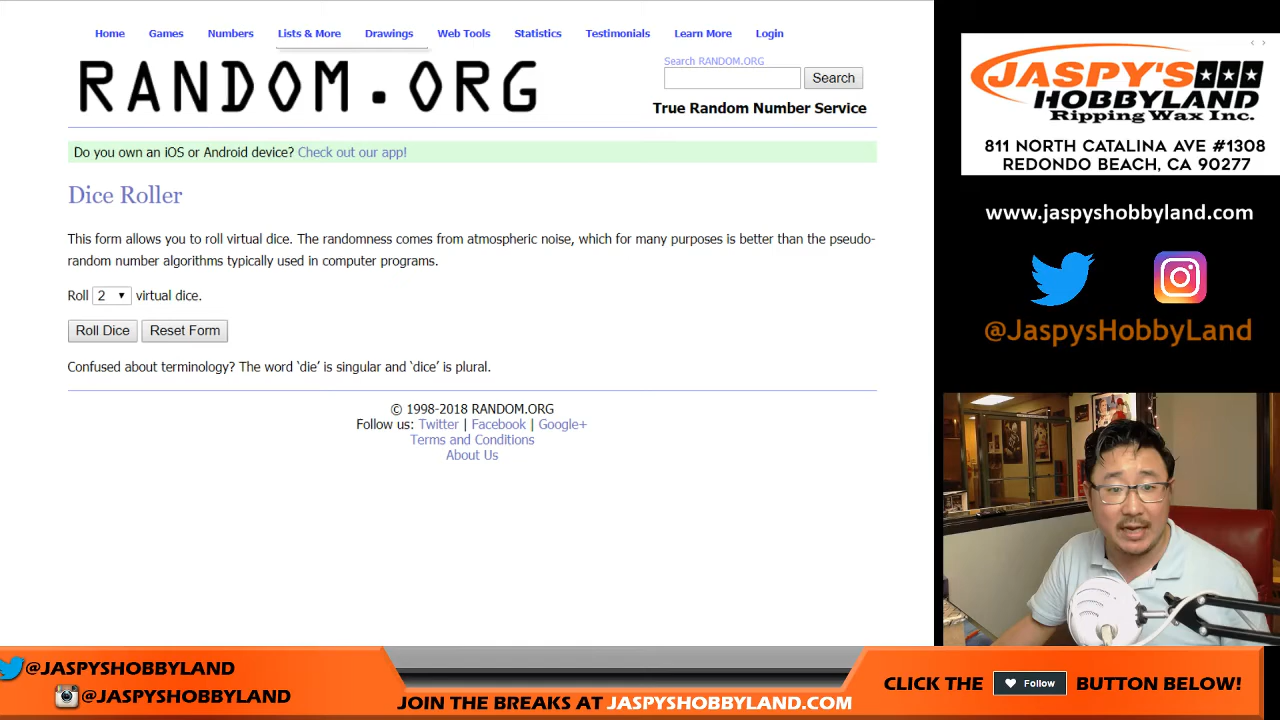 Home Games Numbers Lists & More Drawings Web Tools Statistics Testimonials Learn More Login
RANDOM.ORG
Search RANDOM.ORG
Search
True Random Number Service
Do you own an iOS or Android device? Check out our app!
Dice Roller
This form allows you to roll virtual dice. The randomness comes from atmospheric noise, which for many purposes is better than the pseudo-
random number algorithms typically used in computer programs.
Roll 2 virtual dice.
Roll Dice Reset Form
Confused about terminology? The word ‘die’ is singular and ‘dice’ is plural.
© 1998-2018 RANDOM.ORG
Follow us: Twitter | Facebook | Google+
Terms and Conditions
About Us
JASPY'S
HOBBYLAND
Ripping Wax Inc.
811 NORTH CATALINA AVE #1308
REDONDO BEACH, CA 90277
www.jaspyshobbyland.com
@JaspysHobbyLand
@JASPYSHOBBYLAND
@JASPYSHOBBYLAND
JOIN THE BREAKS AT JASPYSHOBBYLAND.COM
CLICK THE Follow BUTTON BELOW!